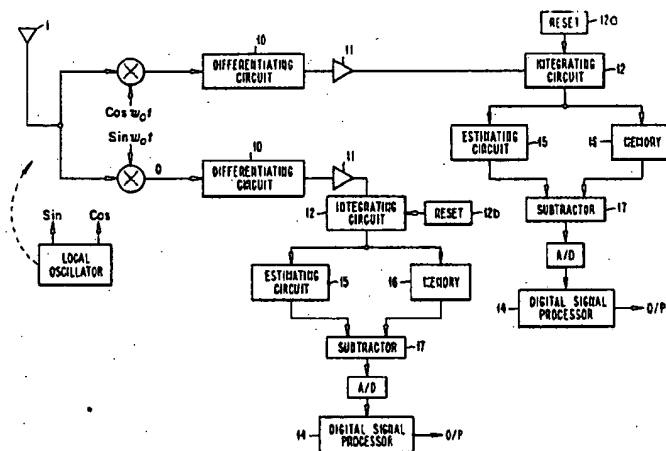 1
10
DIFFERENTIATING
CIRCUIT
11
RESET
12a
INTEGRATING
CIRCUIT
12
Cos w₀t
Sin w₀t
ESTIMATING
CIRCUIT
15
MEMORY
10
DIFFERENTIATING
CIRCUIT
11
SUBTRACTOR
17
12
INTEGRATING
CIRCUIT
RESET
12b
Sin
Cos
A/D
LOCAL
OSCILLATOR
ESTIMATING
CIRCUIT
15
16
MEMORY
14
DIGITAL SIGNAL
PROCESSOR
O/P
SUBTRACTOR
17
A/D
14
DIGITAL SIGNAL
PROCESSOR
O/P